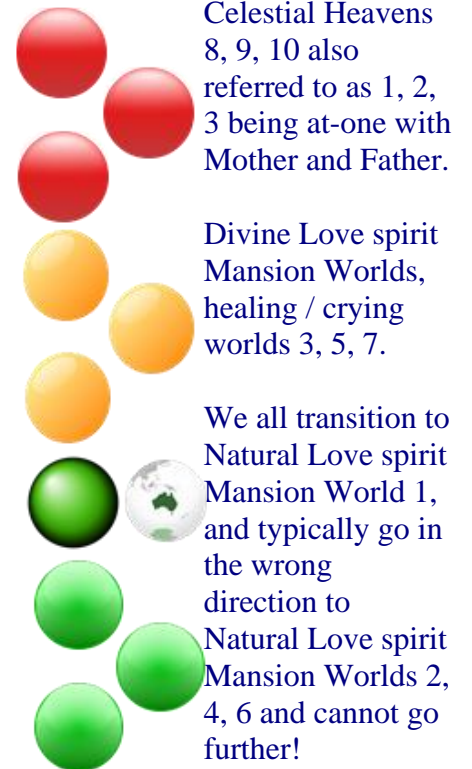 Celestial Heavens
8, 9, 10 also
referred to as 1, 2,
3 being at-one with
Mother and Father.
Divine Love spirit
Mansion Worlds,
healing / crying
worlds 3, 5, 7.
We all transition to
Natural Love spirit
Mansion World 1,
and typically go in
the wrong
direction to
Natural Love spirit
Mansion Worlds 2,
4, 6 and cannot go
further!